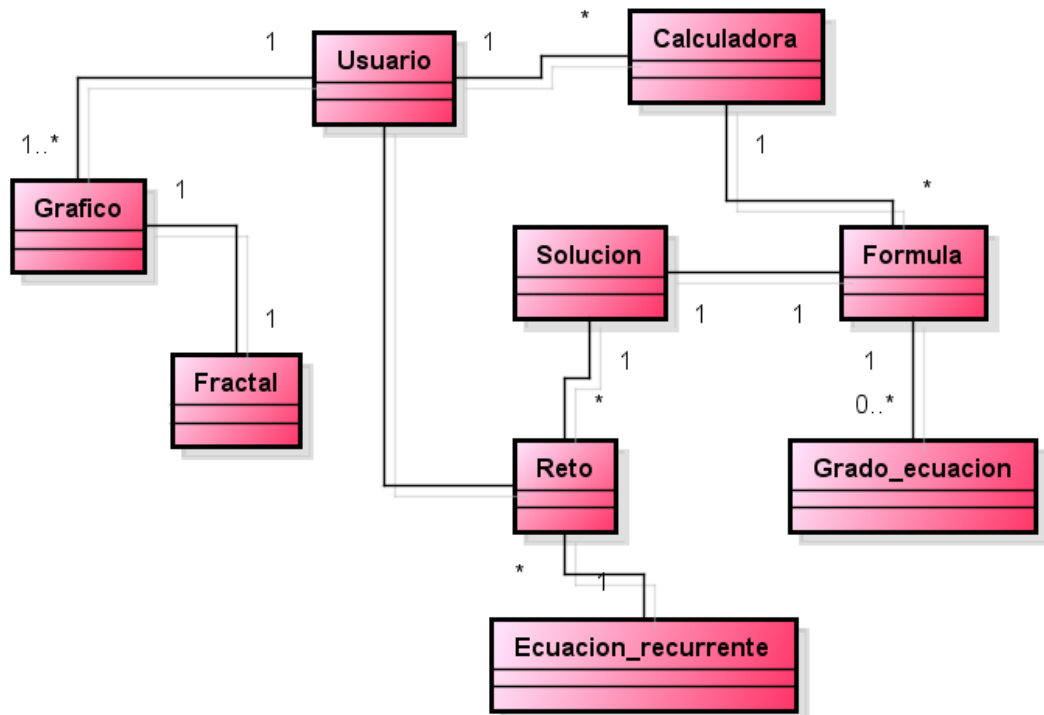 1
Usuario
1
*
Calculadora
1..*
1
*
Grafico
1
Solucion
Formula
1
1
1
Fractal
1
1
*
0..*
Reto
Grado_ecuacion
*
1
Ecuacion_recurrente